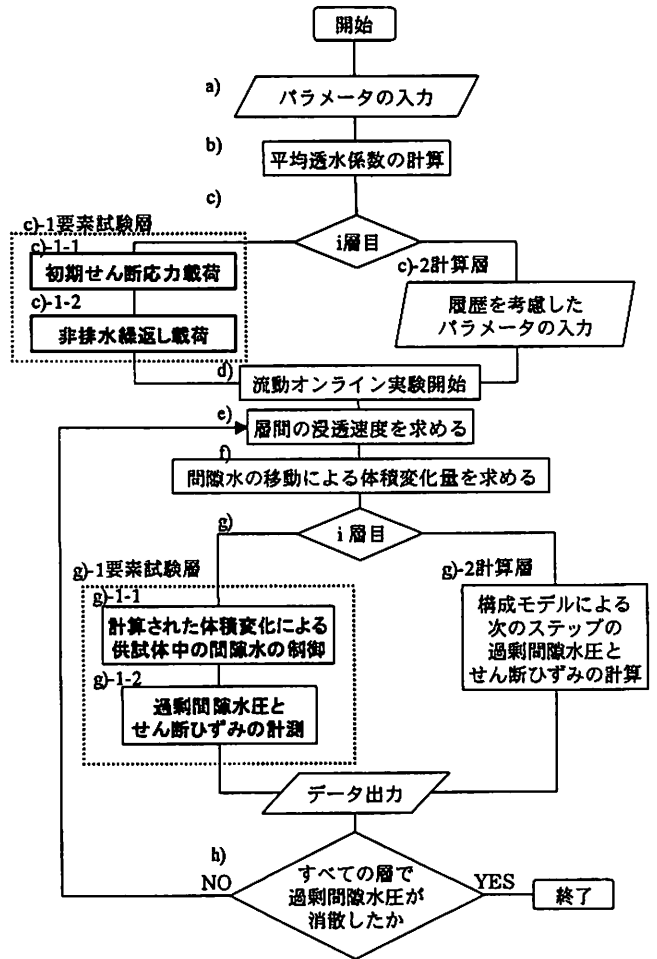 開始
a)
パラメータの入力
b)
平均透水係数の計算
c)
i層目
c)-1要素試験層
c)-1-1
初期せん断応力載荷
c)-1-2
非排水繰返し載荷
c)-2計算層
履歴を考慮した
パラメータの入力
d)
流動オンライン実験開始
e)
層間の浸透速度を求める
f)
間隙水の移動による体積変化量を求める
g)
i 層目
g)-1要素試験層
g)-1-1
計算された体積変化による
供試体中の間隙水の制御
g)-1-2
過剰間隙水圧と
せん断ひずみの計測
g)-2計算層
構成モデルによる
次のステップの
過剰間隙水圧と
せん断ひずみの計算
データ出力
h)
すべての層で
過剰間隙水圧が
消散したか
NO
YES
終了